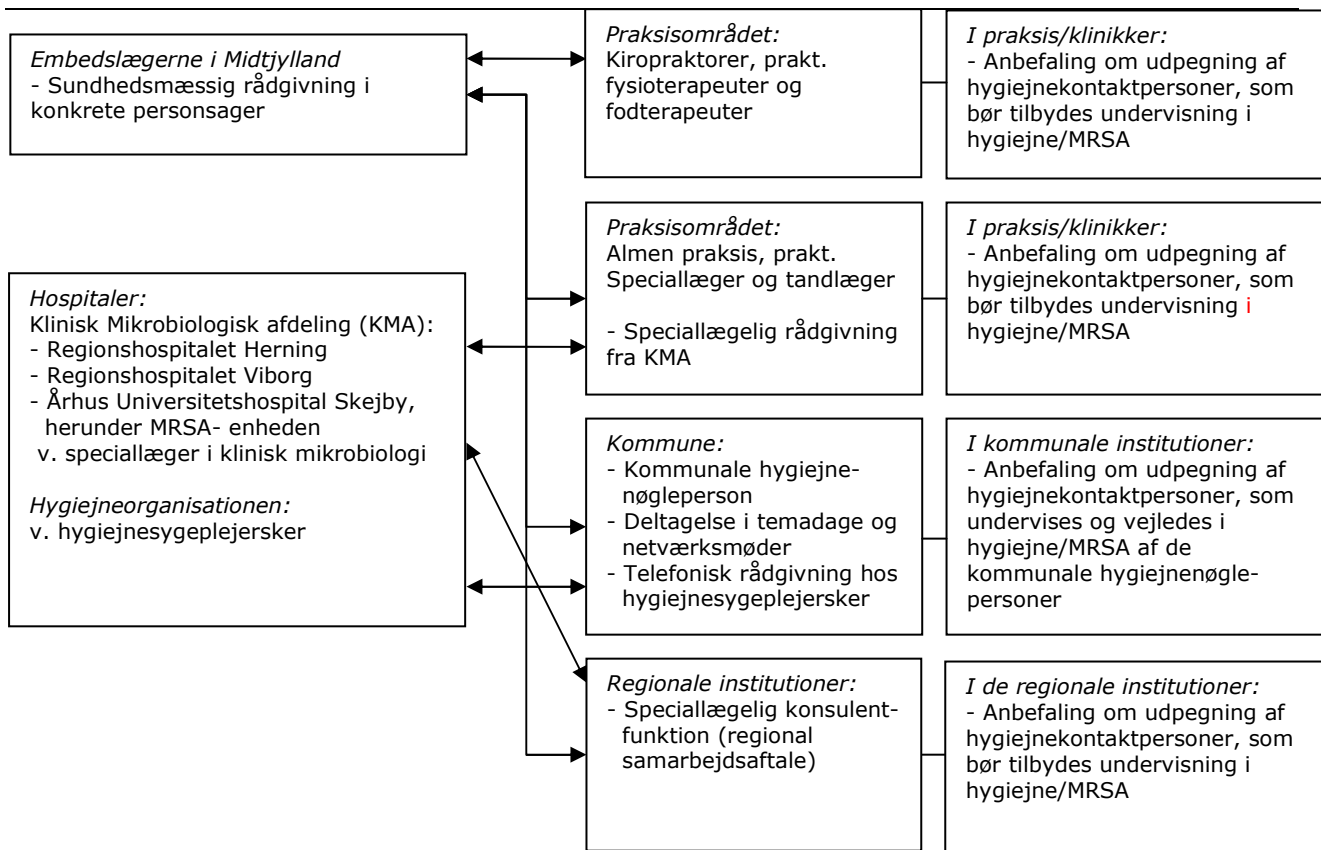 Embedslægerne i Midtjylland
- Sundhedsmæssig rådgivning i
konkrete personsager
Hospitaler:
Klinisk Mikrobiologisk afdeling (KMA):
- Regionshospitalet Herning
- Regionshospitalet Viborg
- Århus Universitetshospital Skejby,
herunder MRSA- enheden
v. speciallæger i klinisk mikrobiologi
Hygiejneorganisationen:
v. hygiejnesygeplejersker
Praksisområdet:
Kiropraktorer, prakt.
fysioterapeuter og
fodterapeuter
I praksis/klinikker:
- Anbefaling om udpegning af
hygiejnekontaktpersoner, som
bør tilbydes undervisning i
hygiejne/MRSA
Praksisområdet:
Almen praksis, prakt.
Speciallæger og tandlæger
- Speciallægelig rådgivning
fra KMA
I praksis/klinikker:
- Anbefaling om udpegning af
hygiejnekontaktpersoner, som
bør tilbydes undervisning i
hygiejne/MRSA
Kommune:
- Kommunale hygiejne-
nøgleperson
- Deltagelse i temadage og
netværksmøder
- Telefonisk rådgivning hos
hygiejnesygeplejersker
I kommunale institutioner:
- Anbefaling om udpegning af
hygiejnekontaktpersoner, som
undervises og vejledes i
hygiejne/MRSA af de
kommunale hygiejnenøgle-
personer
Regionale institutioner:
- Speciallægelig konsulent-
funktion (regional
samarbejdsaftale)
I de regionale institutioner:
- Anbefaling om udpegning af
hygiejnekontaktpersoner, som
bør tilbydes undervisning i
hygiejne/MRSA